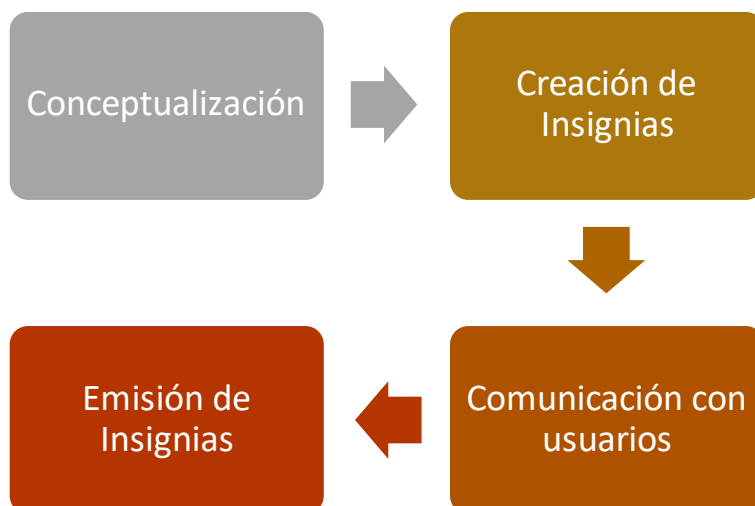 Conceptualización
Creación de
Insignias
Comunicación con
usuarios
Emisión de
Insignias